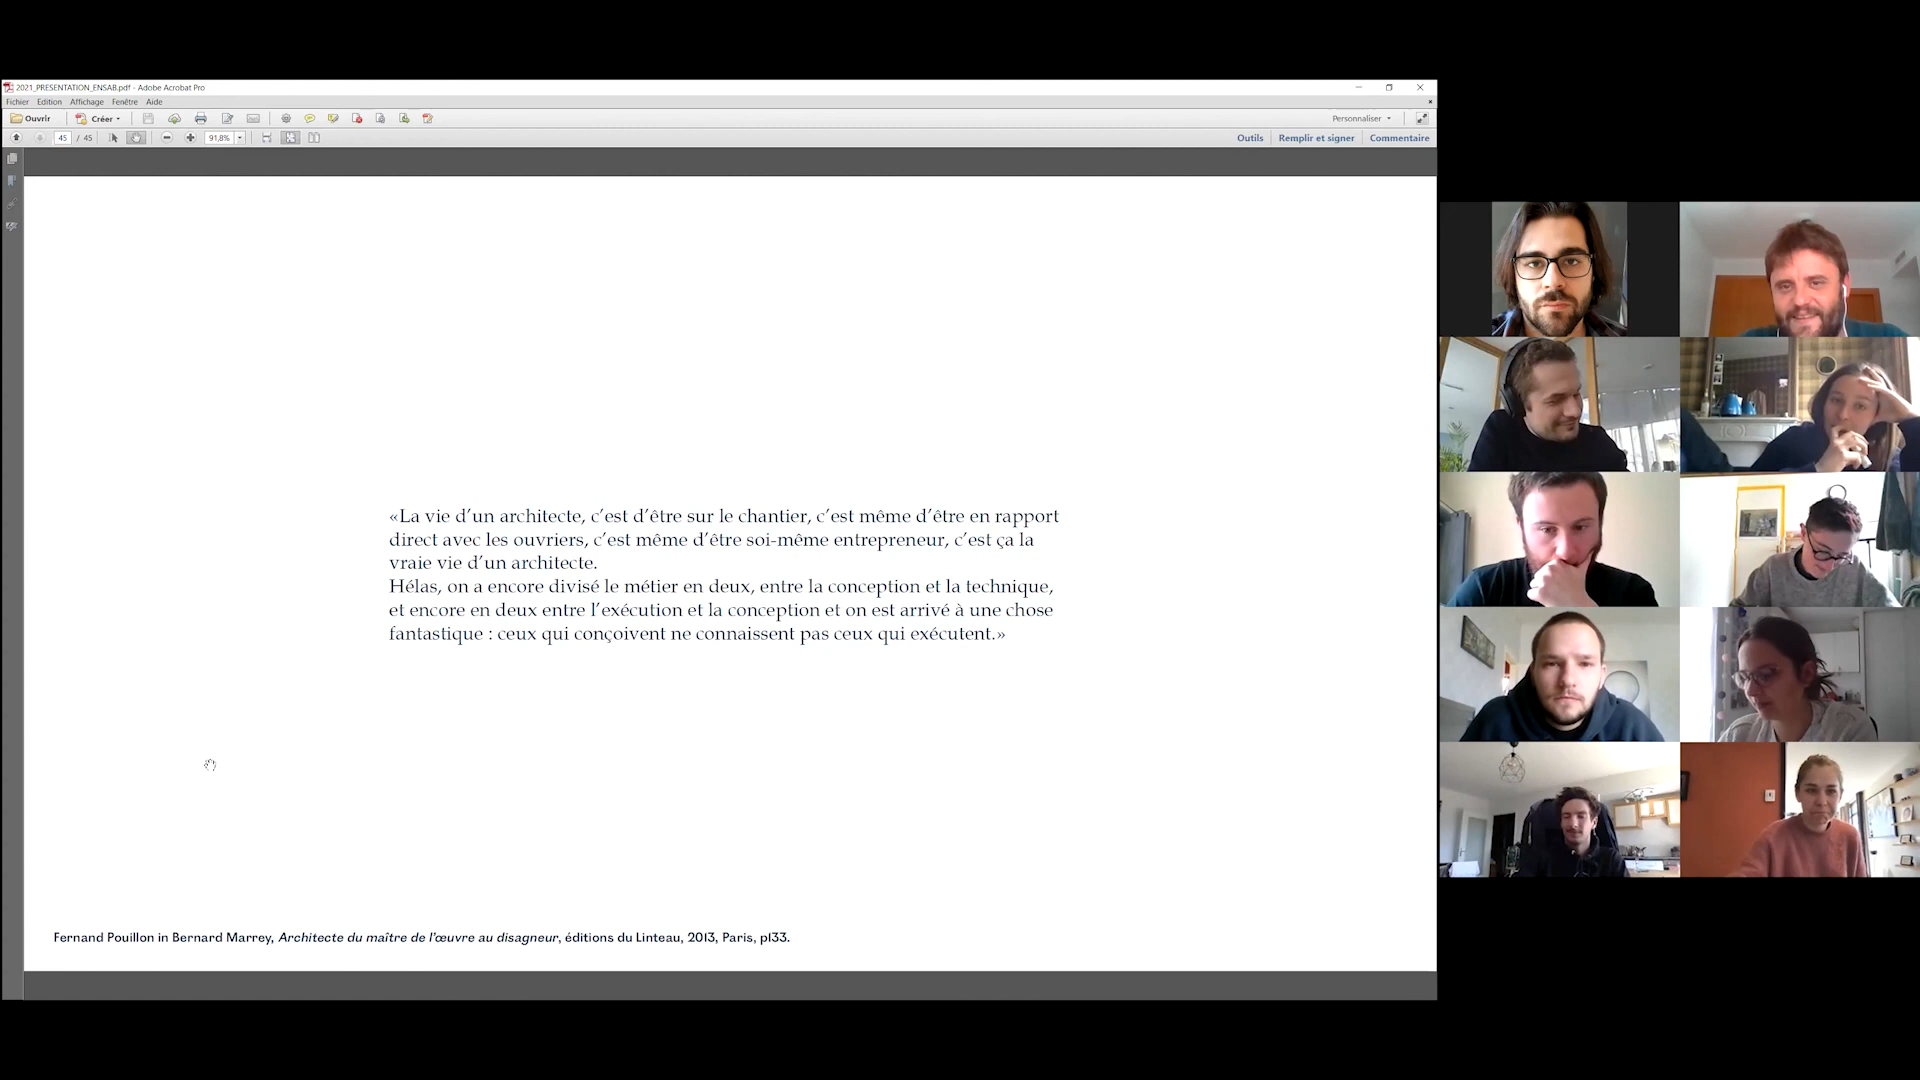 2021_PRESENTATION_ENSAB.pdf - Adobe Acrobat Pro
Fichier Edition Affichage Fenêtre Aide
Ouvrir Créer Personnaliser
45 / 45 91,8% Outils Remplir et signer Commentaire
«La vie d’un architecte, c’est d’être sur le chantier, c’est même d’être en rapport
direct avec les ouvriers, c’est même d’être soi-même entrepreneur, c’est ça la
vraie vie d’un architecte.
Hélas, on a encore divisé le métier en deux, entre la conception et la technique,
et encore en deux entre l’exécution et la conception et on est arrivé à une chose
fantastique : ceux qui conçoivent ne connaissent pas ceux qui exécutent.»
Fernand Pouillon in Bernard Marrey, Architecte du maître de l’œuvre au disagneur, éditions du Linteau, 2013, Paris, p133.